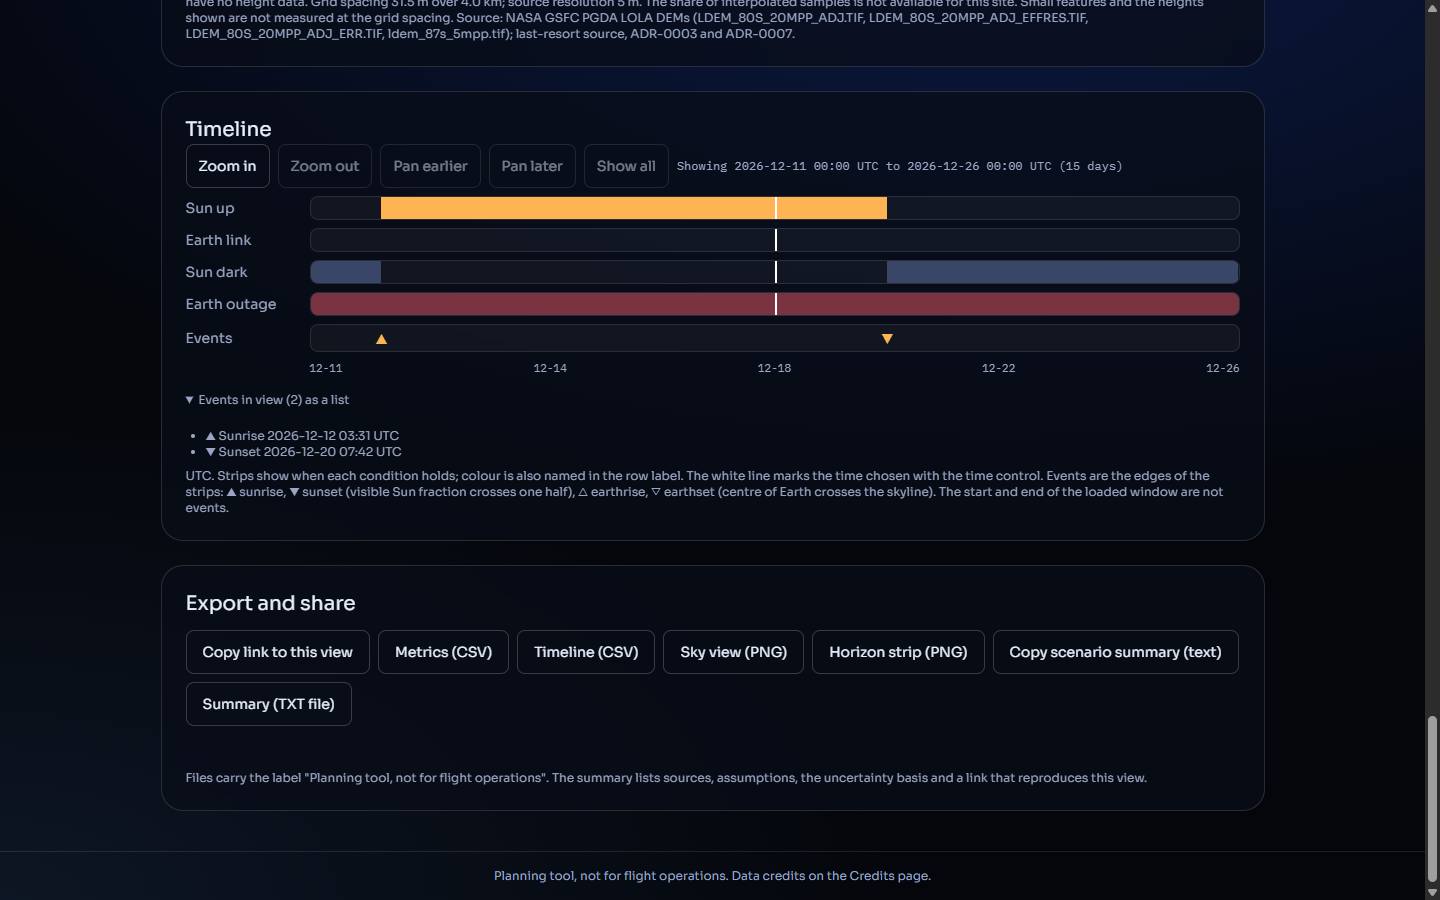 have no height data. Grid spacing 31.5 m over 4.0 km; source resolution 5 m. The share of interpolated samples is not available for this site. Small features and the heights
shown are not measured at the grid spacing. Source: NASA GSFC PGDA LOLA DEMs (LDEM_80S_20MPP_ADJ.TIF, LDEM_80S_20MPP_ADJ_EFFRES.TIF,
LDEM_80S_20MPP_ADJ_ERR.TIF, ldem_87s_5mpp.tif); last-resort source, ADR-0003 and ADR-0007.
Timeline
Zoom in Zoom out Pan earlier Pan later Show all Showing 2026-12-11 00:00 UTC to 2026-12-26 00:00 UTC (15 days)
Sun up
Earth link
Sun dark
Earth outage
Events ▲ ▼
12-11 12-14 12-18 12-22 12-26
▼ Events in view (2) as a list
• ▲ Sunrise 2026-12-12 03:31 UTC
• ▼ Sunset 2026-12-20 07:42 UTC
UTC. Strips show when each condition holds; colour is also named in the row label. The white line marks the time chosen with the time control. Events are the edges of the
strips: ▲ sunrise, ▼ sunset (visible Sun fraction crosses one half), △ earthrise, ▽ earthset (centre of Earth crosses the skyline). The start and end of the loaded window are not
events.
Export and share
Copy link to this view Metrics (CSV) Timeline (CSV) Sky view (PNG) Horizon strip (PNG) Copy scenario summary (text)
Summary (TXT file)
Files carry the label "Planning tool, not for flight operations". The summary lists sources, assumptions, the uncertainty basis and a link that reproduces this view.
Planning tool, not for flight operations. Data credits on the Credits page.